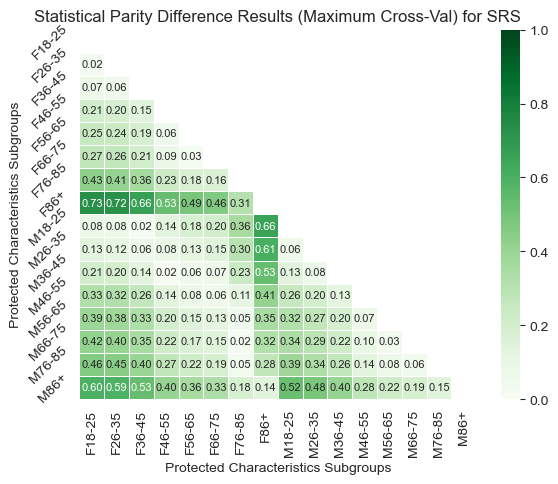 Statistical Parity Difference Results (Maximum Cross-Val) for SRS
Protected Characteristics Subgroups
F18-25
F26-35 0.02
F36-45 0.07 0.06
F46-55 0.21 0.20 0.15
F56-65 0.25 0.24 0.19 0.06
F66-75 0.27 0.26 0.21 0.09 0.03
F76-85 0.43 0.41 0.36 0.23 0.18 0.16
F86+ 0.73 0.72 0.66 0.53 0.49 0.46 0.31
M18-25 0.08 0.08 0.02 0.14 0.18 0.20 0.36 0.66
M26-35 0.13 0.12 0.06 0.08 0.13 0.15 0.30 0.61 0.06
M36-45 0.21 0.20 0.14 0.02 0.06 0.07 0.23 0.53 0.13 0.08
M46-55 0.33 0.32 0.26 0.14 0.08 0.06 0.11 0.41 0.26 0.20 0.13
M56-65 0.39 0.38 0.33 0.20 0.15 0.13 0.05 0.35 0.32 0.27 0.20 0.07
M66-75 0.42 0.40 0.35 0.22 0.17 0.15 0.02 0.32 0.34 0.29 0.22 0.10 0.03
M76-85 0.46 0.45 0.40 0.27 0.22 0.19 0.05 0.28 0.39 0.34 0.26 0.14 0.08 0.06
M86+ 0.60 0.59 0.53 0.40 0.36 0.33 0.18 0.14 0.52 0.48 0.40 0.28 0.22 0.19 0.15
F18-25 F26-35 F36-45 F46-55 F56-65 F66-75 F76-85 F86+ M18-25 M26-35 M36-45 M46-55 M56-65 M66-75 M76-85 M86+
Protected Characteristics Subgroups
1.0
0.8
0.6
0.4
0.2
0.0